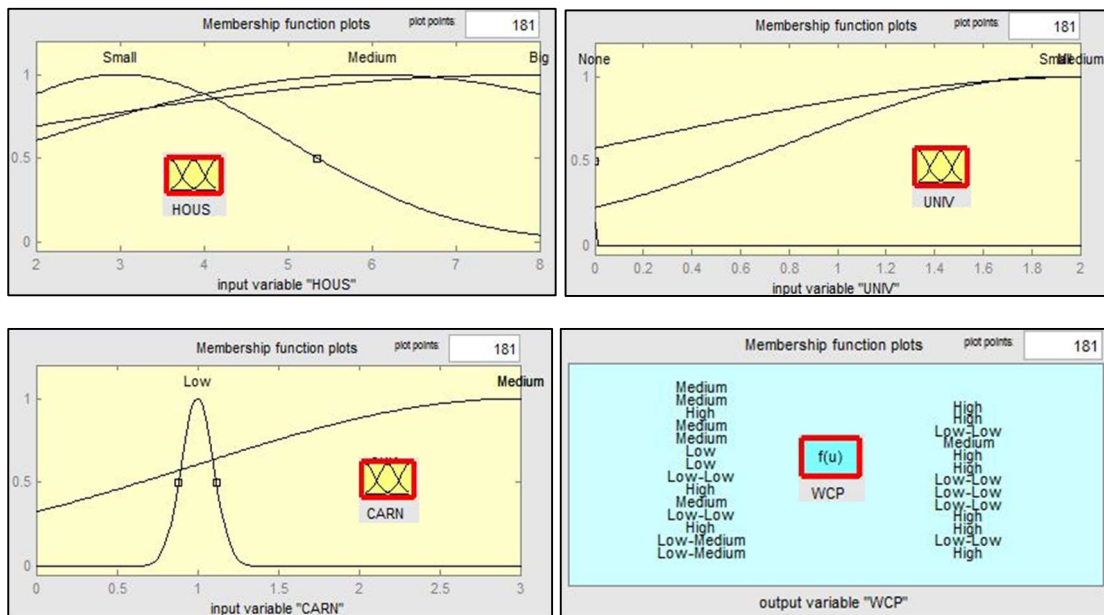 Membership function plots
plot points:
181
Small Medium Big
1
0.5
0
2 3 4 5 6 7 8
HOUS
input variable "HOUS"
Membership function plots
plot points:
181
None Medium
1
0.5
0
0 0.2 0.4 0.6 0.8 1 1.2 1.4 1.6 1.8 2
UNIV
input variable "UNIV"
Membership function plots
plot points:
181
Low Medium
1
0.5
0
0 0.5 1 1.5 2 2.5 3
CARN
input variable "CARN"
Membership function plots
plot points:
181
Medium
Medium
High
Medium
Medium
Low
Low
Low-Low
High
Medium
Low-Low
High
Low-Medium
Low-Medium
f(u)
WCP
High
High
Low-Low
Medium
High
High
Low-Low
Low-Low
Low-Low
High
High
Low-Low
High
output variable "WCP"